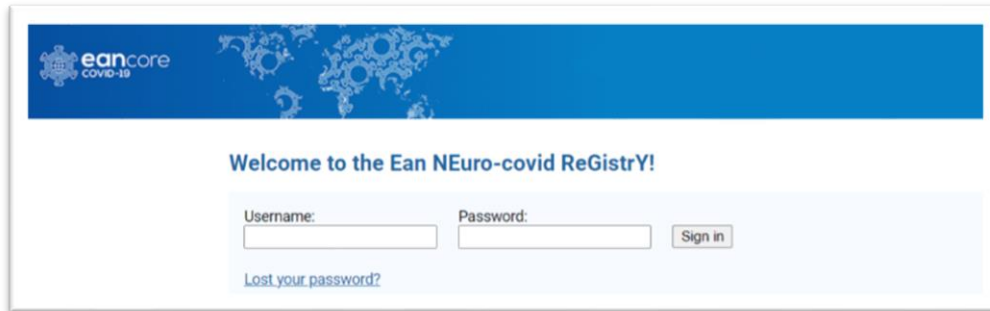 eancore
COVID-19
Welcome to the Ean NEuro-covid ReGistrY!
Username: Password:
Sign in
Lost your password?